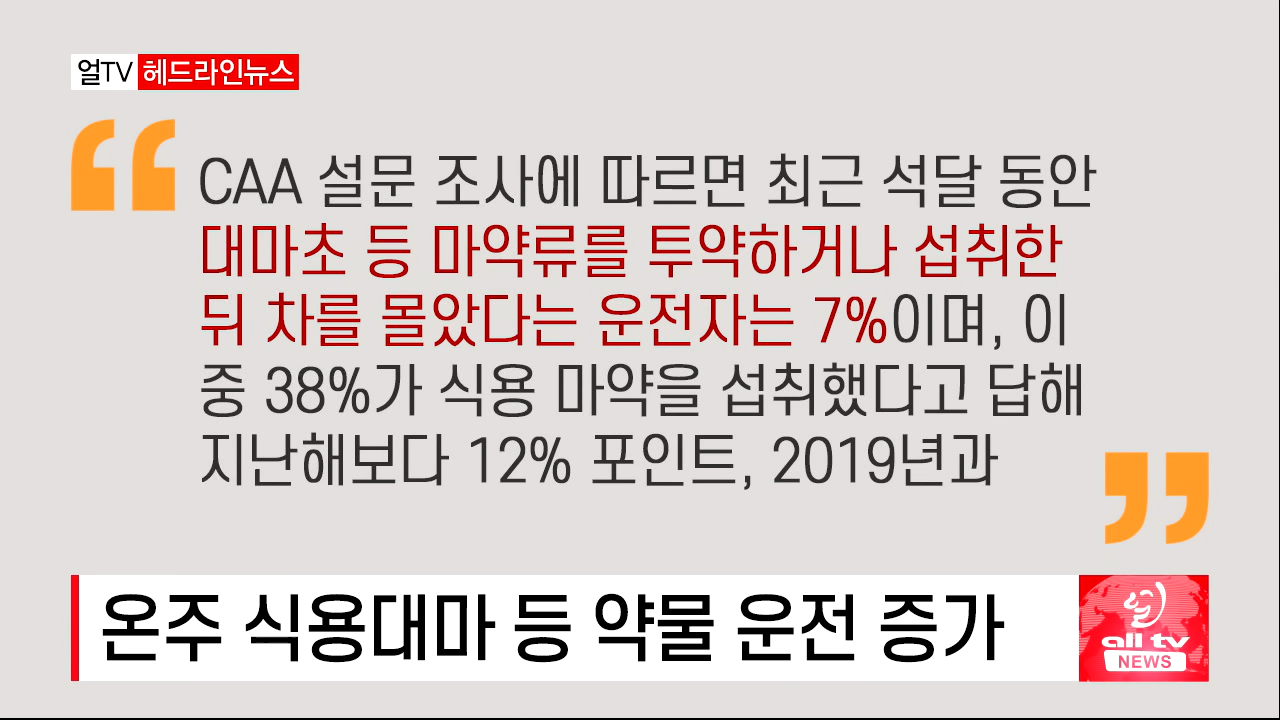 얼TV 헤드라인뉴스
CAA 설문 조사에 따르면 최근 석달 동안
대마초 등 마약류를 투약하거나 섭취한
뒤 차를 몰았다는 운전자는 7%이며, 이
중 38%가 식용 마약을 섭취했다고 답해
지난해보다 12% 포인트, 2019년과
온주 식용대마 등 약물 운전 증가
all tv
NEWS